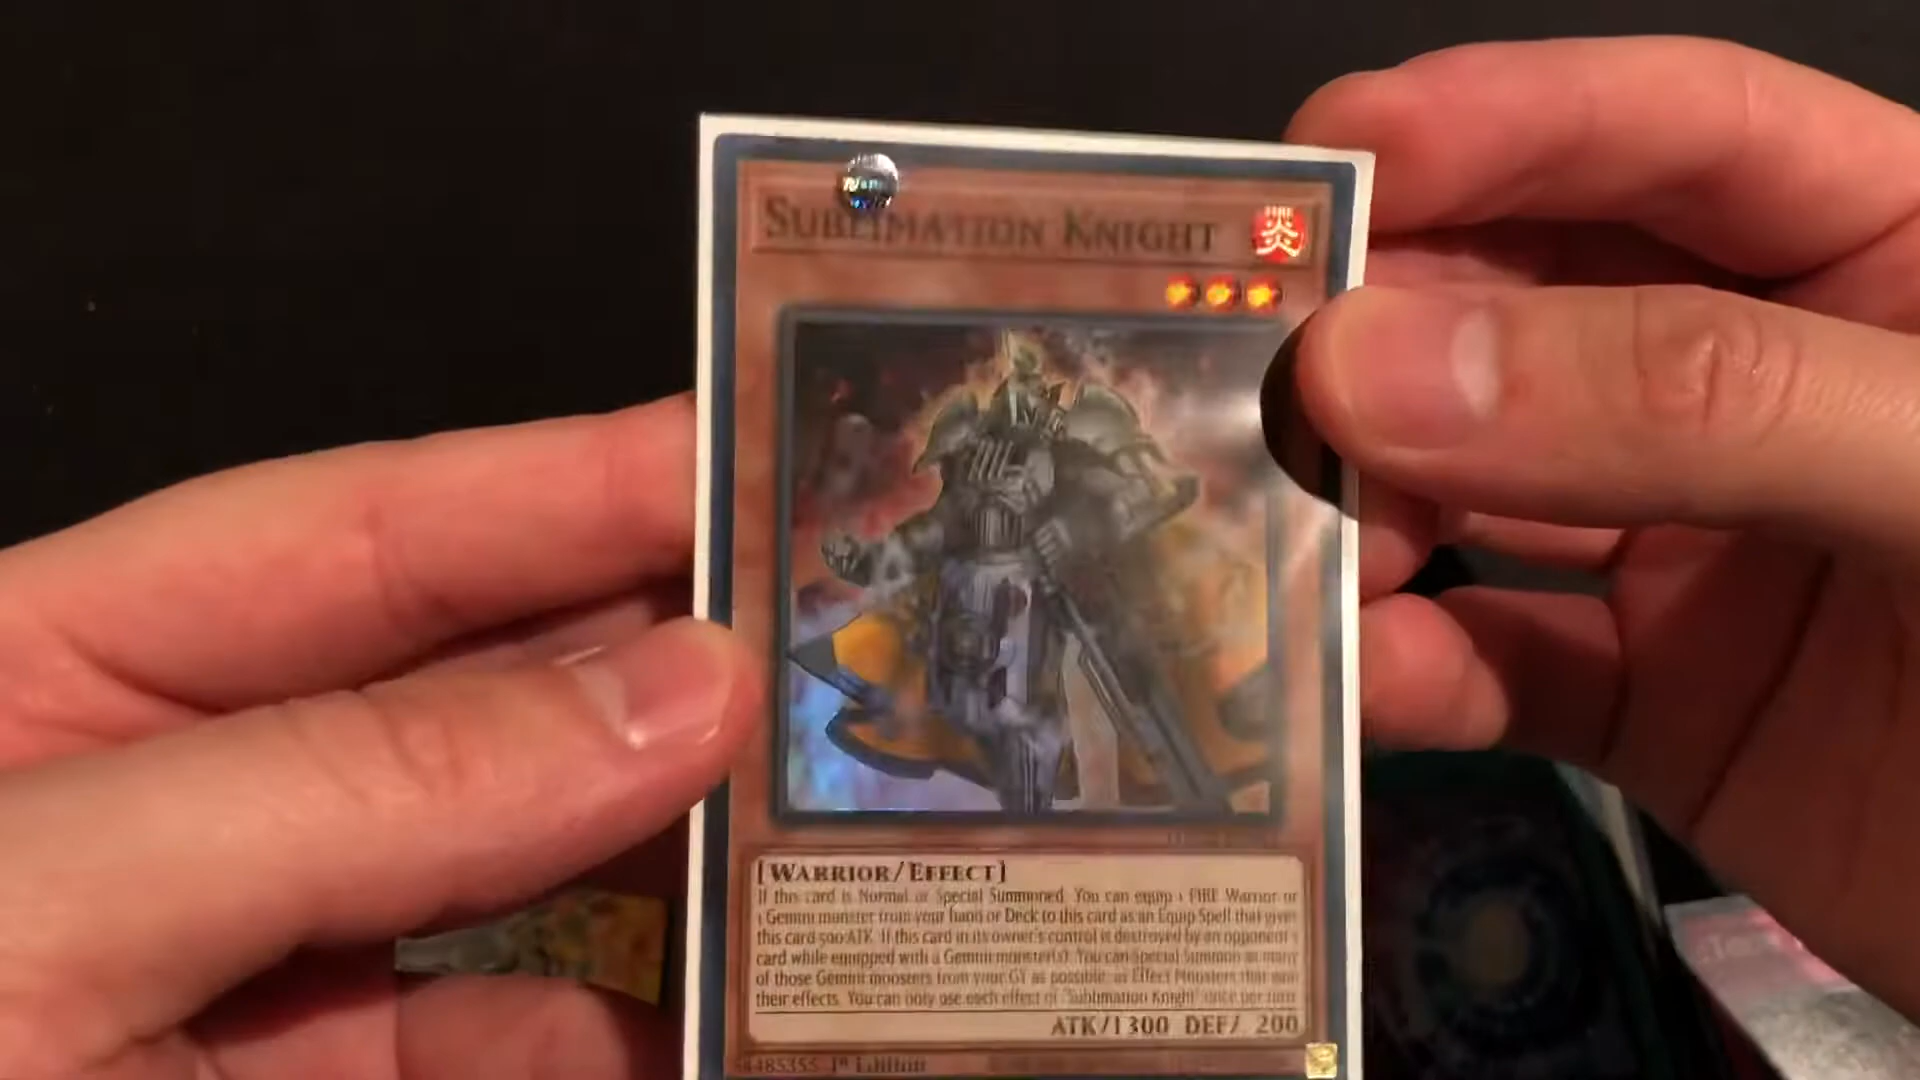 SUBLIMATION KNIGHT
FIRE
炎
[WARRIOR/EFFECT]
If this card is Normal or Special Summoned: You can equip 1 FIRE Warrior or
1 Gemini monster from your hand or Deck to this card as an Equip Spell that gives
this card 500 ATK. If this card in its owner's control is destroyed by an opponent's
card while equipped with a Gemini monster(s): You can Special Summon as many
of those Gemini monsters from your GY as possible, as Effect Monsters that gain
their effects. You can only use each effect of "Sublimation Knight" once per turn.
ATK/1300 DEF/ 200
1st Edition